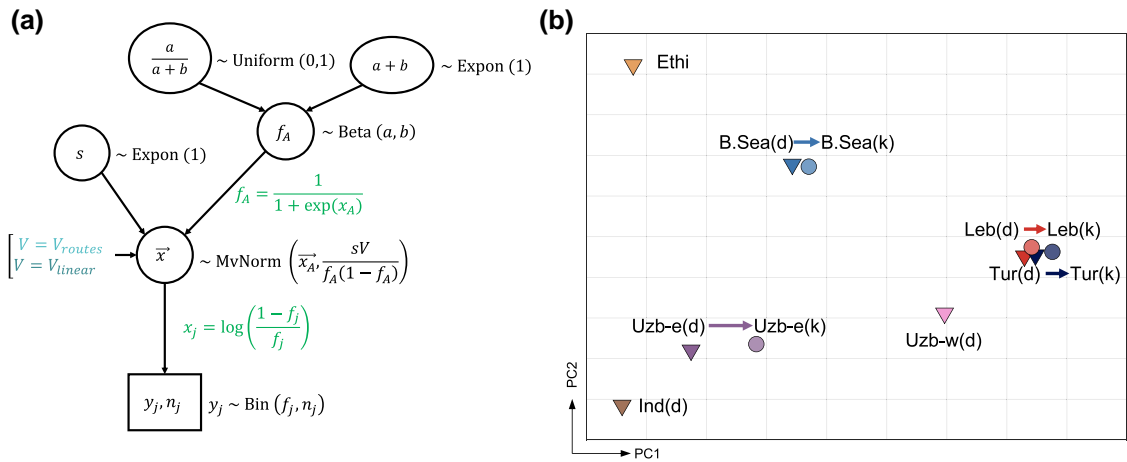 (a)
a / (a + b) ~ Uniform (0,1)
a + b ~ Expon (1)
f_A ~ Beta (a, b)
s ~ Expon (1)
f_A = 1 / (1 + exp(x_A))
[ V = V_routes
V = V_linear
x⃗ ~ MvNorm (x⃗_A, sV / (f_A(1 − f_A)))
x_j = log((1 − f_j) / f_j)
y_j, n_j y_j ~ Bin (f_j, n_j)
(b)
Ethi
B.Sea(d) B.Sea(k)
Leb(d) Leb(k)
Tur(d) Tur(k)
Uzb-e(d) Uzb-e(k)
Uzb-w(d)
Ind(d)
PC2
PC1